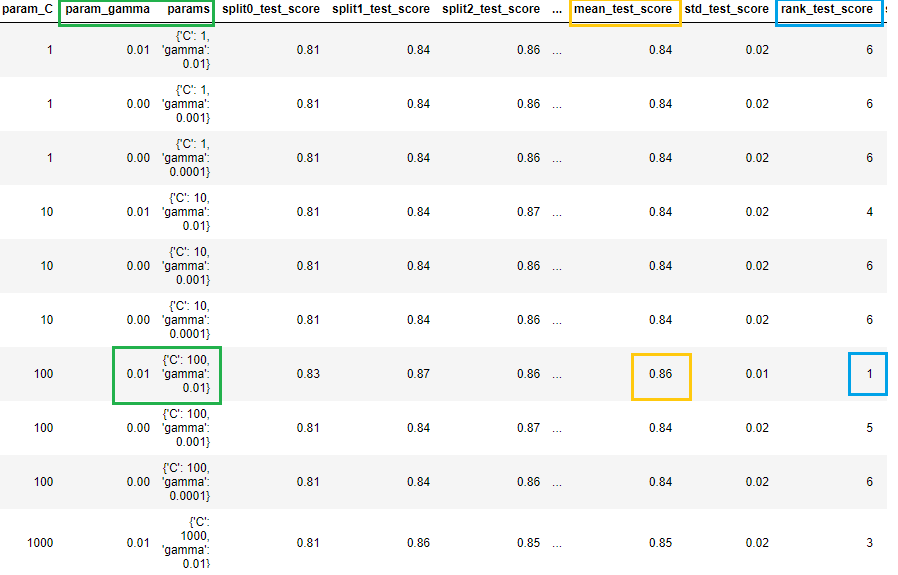 param_C param_gamma params split0_test_score split1_test_score split2_test_score ... mean_test_score std_test_score rank_test_score
{'C': 1,
1 0.01 'gamma': 0.81 0.84 0.86 ... 0.84 0.02 6
0.01}
{'C': 1,
1 0.00 'gamma': 0.81 0.84 0.86 ... 0.84 0.02 6
0.001}
{'C': 1,
1 0.00 'gamma': 0.81 0.84 0.86 ... 0.84 0.02 6
0.0001}
{'C': 10,
10 0.01 'gamma': 0.81 0.84 0.87 ... 0.84 0.02 4
0.01}
{'C': 10,
10 0.00 'gamma': 0.81 0.84 0.86 ... 0.84 0.02 6
0.001}
{'C': 10,
10 0.00 'gamma': 0.81 0.84 0.86 ... 0.84 0.02 6
0.0001}
{'C': 100,
100 0.01 'gamma': 0.83 0.87 0.86 ... 0.86 0.01 1
0.01}
{'C': 100,
100 0.00 'gamma': 0.81 0.84 0.87 ... 0.84 0.02 5
0.001}
{'C': 100,
100 0.00 'gamma': 0.81 0.84 0.86 ... 0.84 0.02 6
0.0001}
{'C':
1000,
1000 0.01 'gamma': 0.81 0.86 0.85 ... 0.85 0.02 3
0.01}